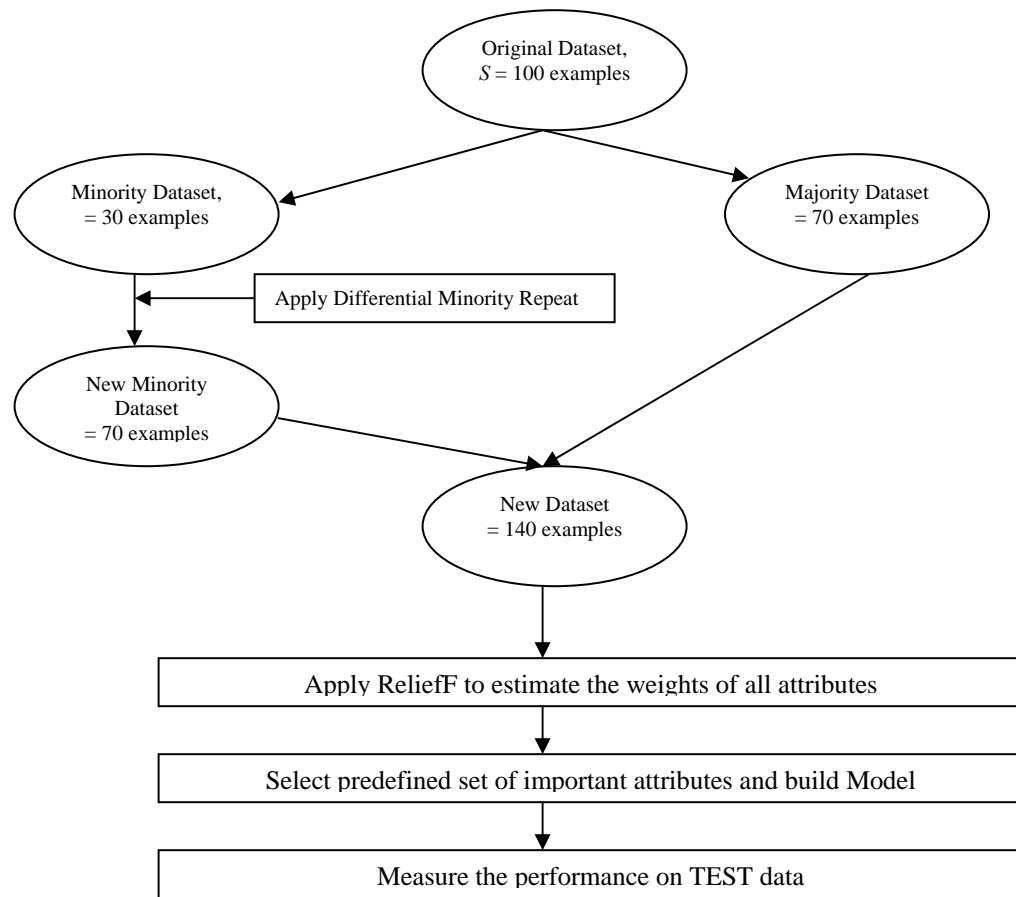 Original Dataset,
S = 100 examples
Minority Dataset,
= 30 examples
Majority Dataset
= 70 examples
Apply Differential Minority Repeat
New Minority
Dataset
= 70 examples
New Dataset
= 140 examples
Apply ReliefF to estimate the weights of all attributes
Select predefined set of important attributes and build Model
Measure the performance on TEST data